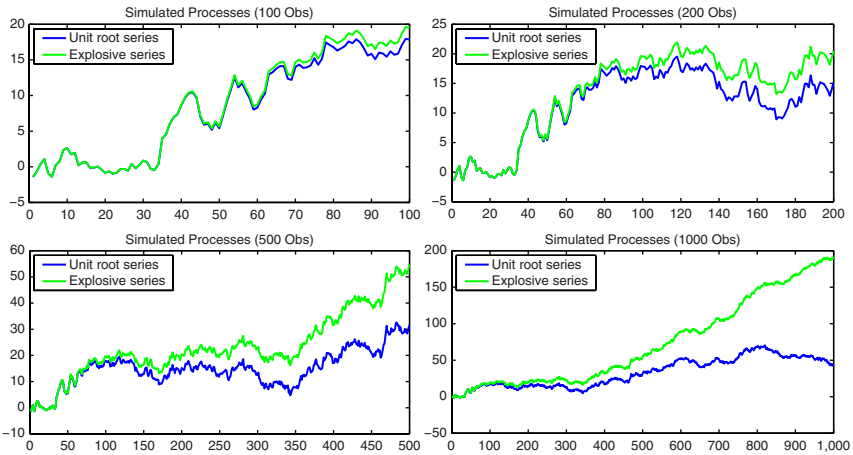 Simulated Processes (100 Obs)
20
15
10
5
0
−5
Unit root series
Explosive series
0 10 20 30 40 50 60 70 80 90 100
Simulated Processes (200 Obs)
25
20
15
10
5
0
−5
Unit root series
Explosive series
0 20 40 60 80 100 120 140 160 180 200
Simulated Processes (500 Obs)
60
50
40
30
20
10
0
−10
Unit root series
Explosive series
0 50 100 150 200 250 300 350 400 450 500
Simulated Processes (1000 Obs)
200
150
100
50
0
−50
Unit root series
Explosive series
0 100 200 300 400 500 600 700 800 900 1,000